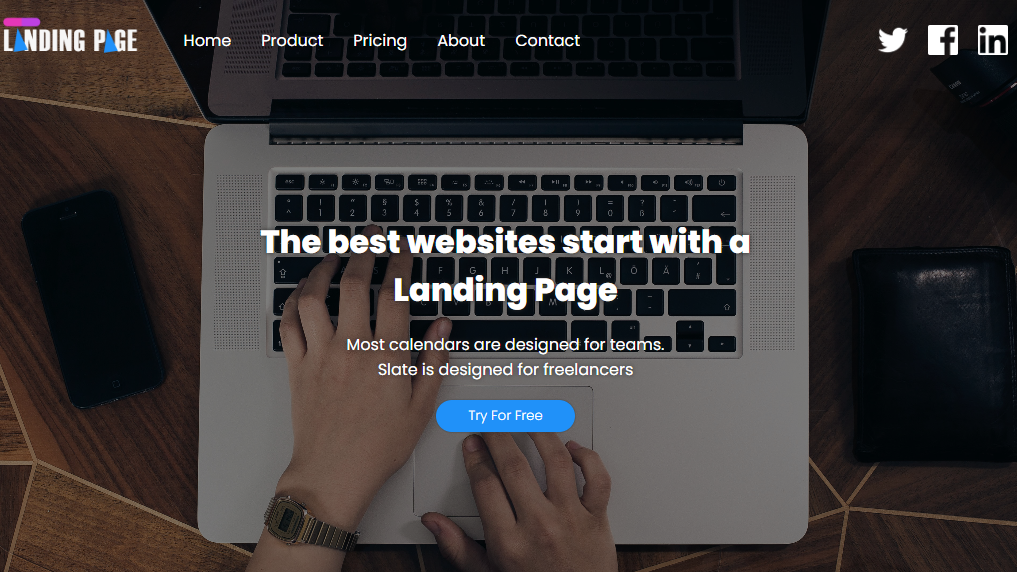 LANDING PAGE
Home Product Pricing About Contact
The best websites start with a
Landing Page
Most calendars are designed for teams.
Slate is designed for freelancers
Try For Free